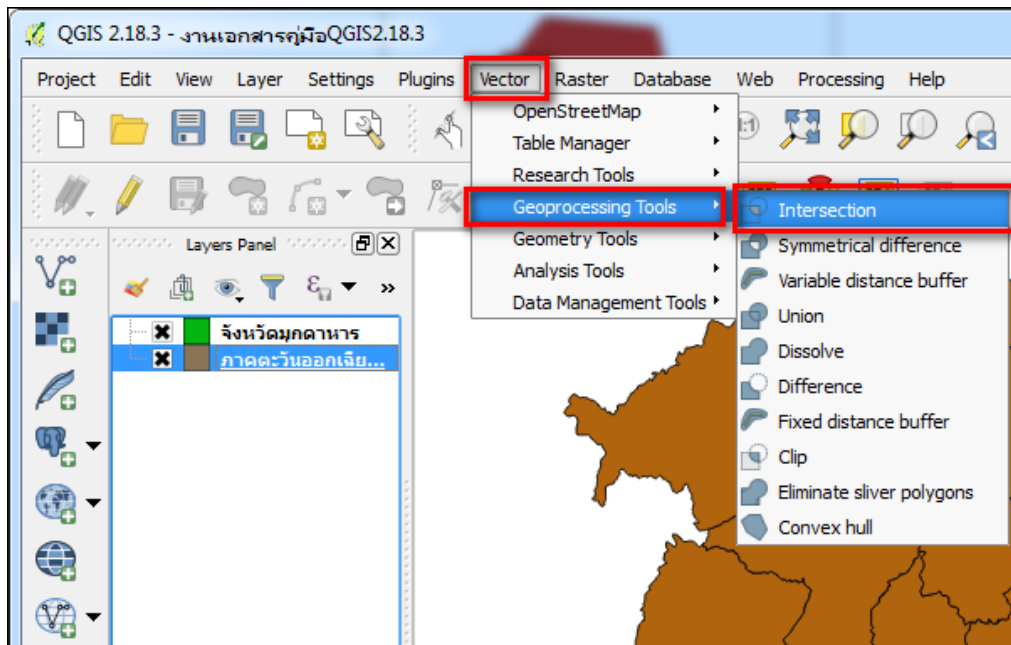 QGIS 2.18.3 - งานเอกสารคู่มือQGIS2.18.3
Project Edit View Layer Settings Plugins Vector Raster Database Web Processing Help
OpenStreetMap
Table Manager
Research Tools
Geoprocessing Tools
Geometry Tools
Analysis Tools
Data Management Tools
Intersection
Symmetrical difference
Variable distance buffer
Union
Dissolve
Difference
Fixed distance buffer
Clip
Eliminate sliver polygons
Convex hull
Layers Panel
จังหวัดมุกดาหาร
ภาคตะวันออกเฉีย...